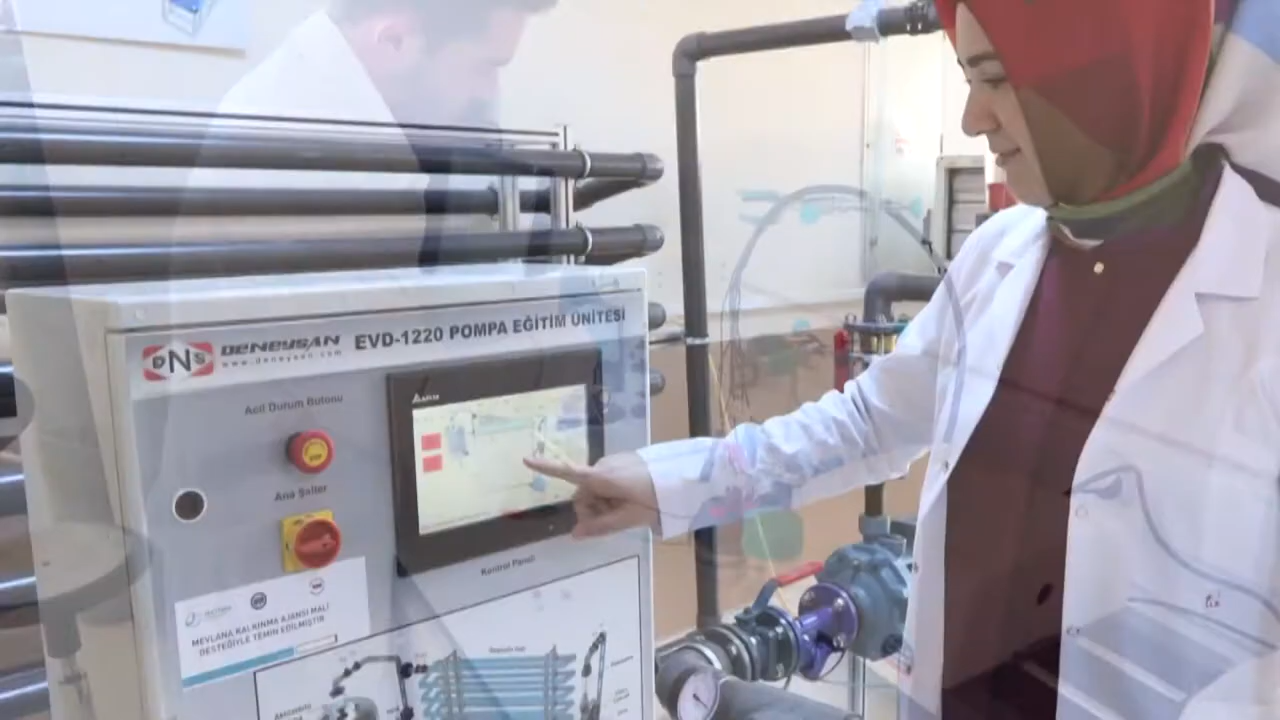 DNS DENEYSAN EVD-1220 POMPA EĞİTİM ÜNİTESİ
www.deneysan.com
Acil Durum Butonu
Ana Şalter
Kontrol Paneli
MEVLANA KALKINMA AJANSI MALİ
DESTEĞİYLE TEMİN EDİLMİŞTİR